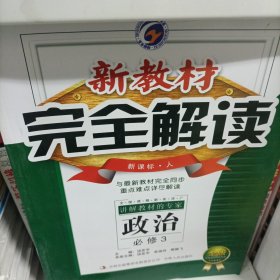 新教材
完全解读
新课标·人
与最新教材完全同步
重点难点详尽解读
讲解教材的专家
政治
必修3